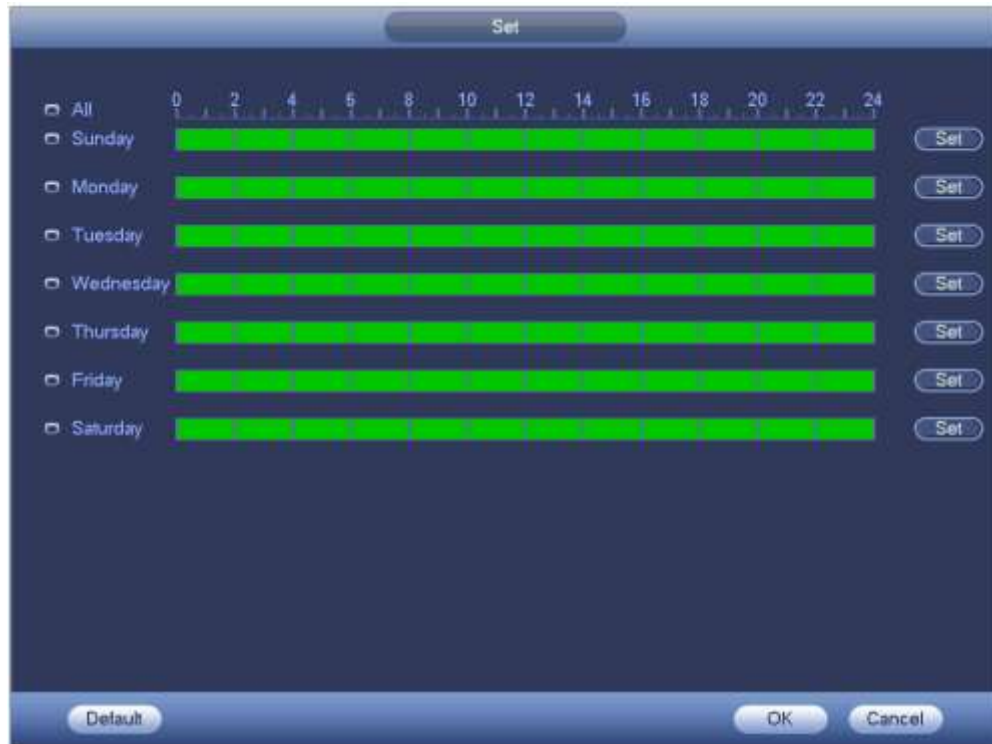 Set
All 0 2 4 6 8 10 12 14 16 18 20 22 24
Sunday Set
Monday Set
Tuesday Set
Wednesday Set
Thursday Set
Friday Set
Saturday Set
Default OK Cancel